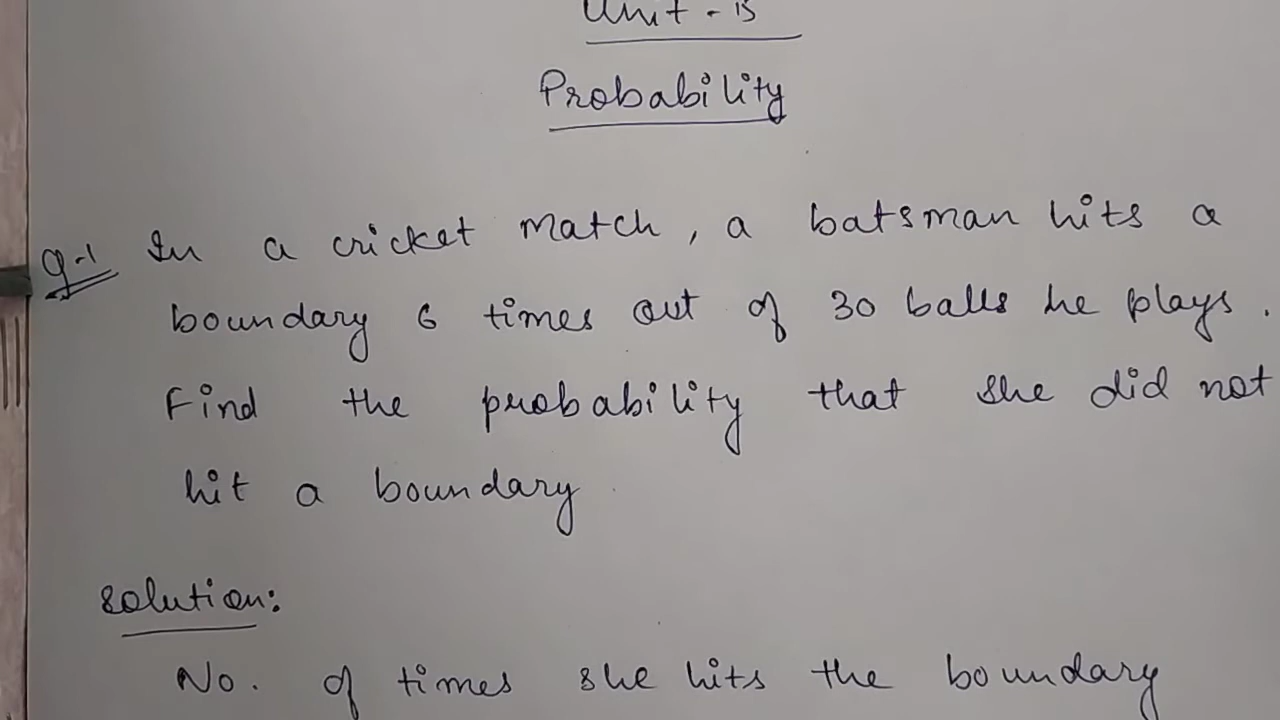 Unit - 15
Probability
Q-1 In a cricket match, a batsman hits a
boundary 6 times out of 30 balls he plays.
Find the probability that she did not
hit a boundary
Solution:
No. of times she hits the boundary